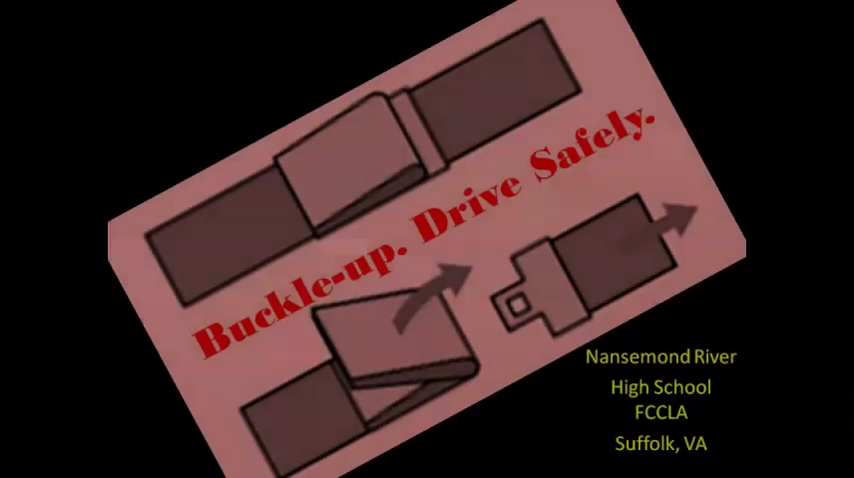 Buckle-up. Drive Safely.
Nansemond River
High School
FCCLA
Suffolk, VA